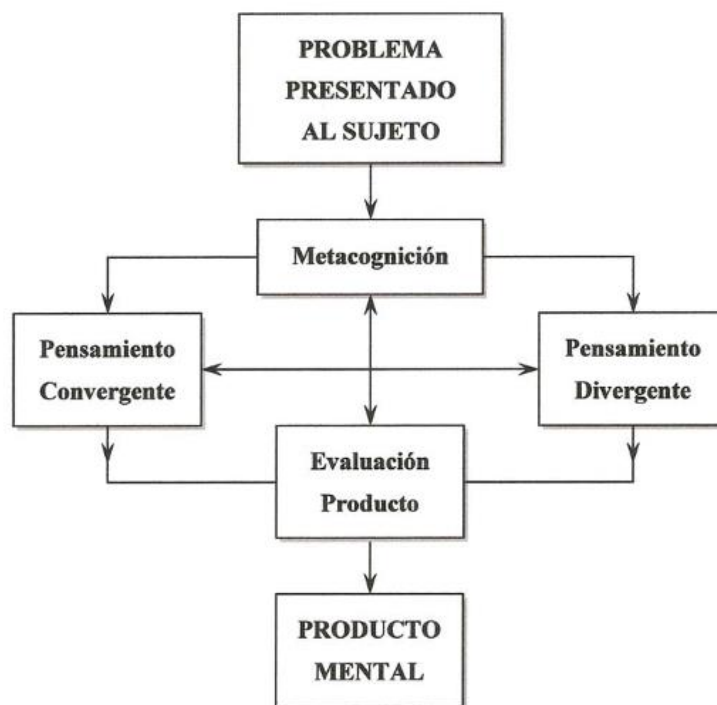 PROBLEMA
PRESENTADO
AL SUJETO
Metacognición
Pensamiento
Convergente
Pensamiento
Divergente
Evaluación
Producto
PRODUCTO
MENTAL